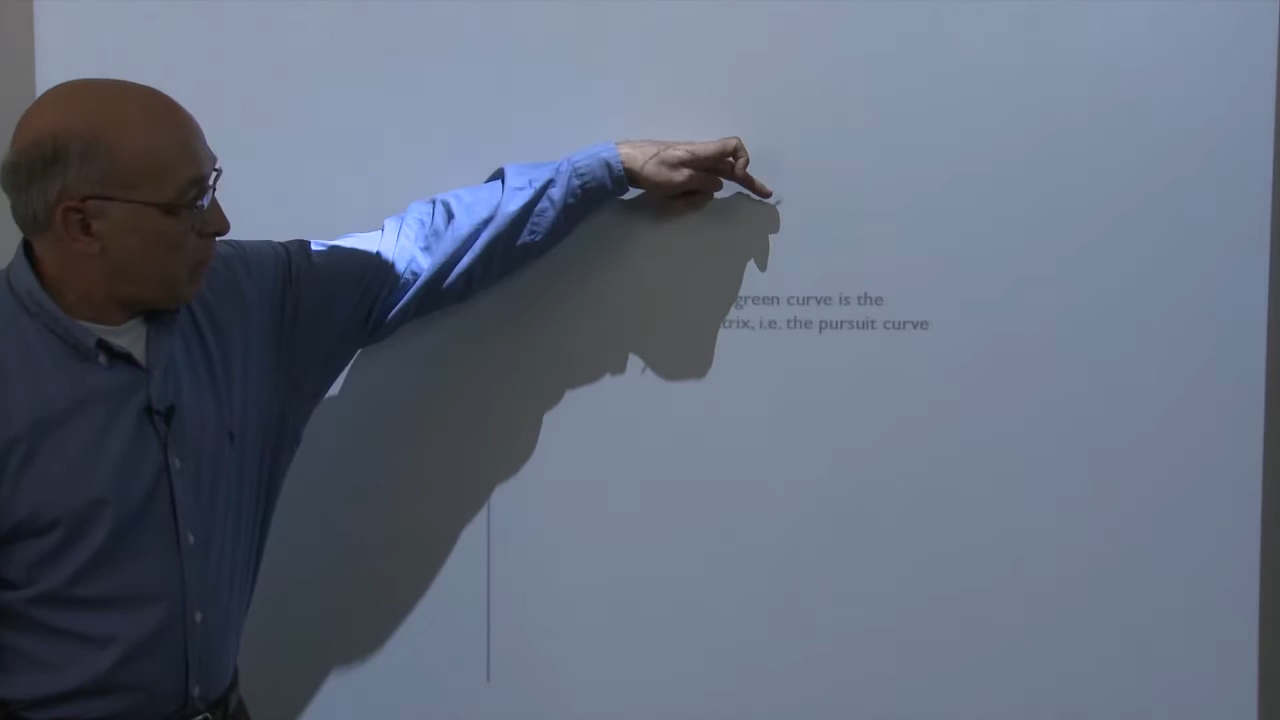 green curve is the
trix, i.e. the pursuit curve